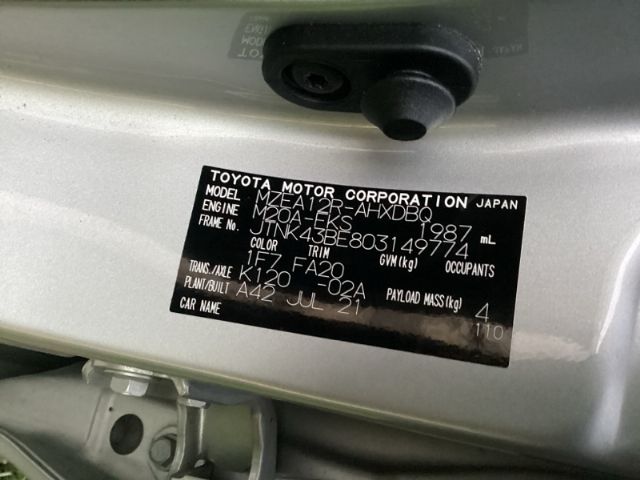 TOYOTA MOTOR CORPORATION JAPAN
MODEL MZEA12R-AHXDBQ
ENGINE M20A-FKS 1987 mL
FRAME No. JTNK43BE803149774
COLOR TRIM GVM(kg) OCCUPANTS
1F7 FA20
TRANS./AXLE K120 -02A PAYLOAD MASS(kg) 4
PLANT/BUILT A42 JUL 21 110
CAR NAME